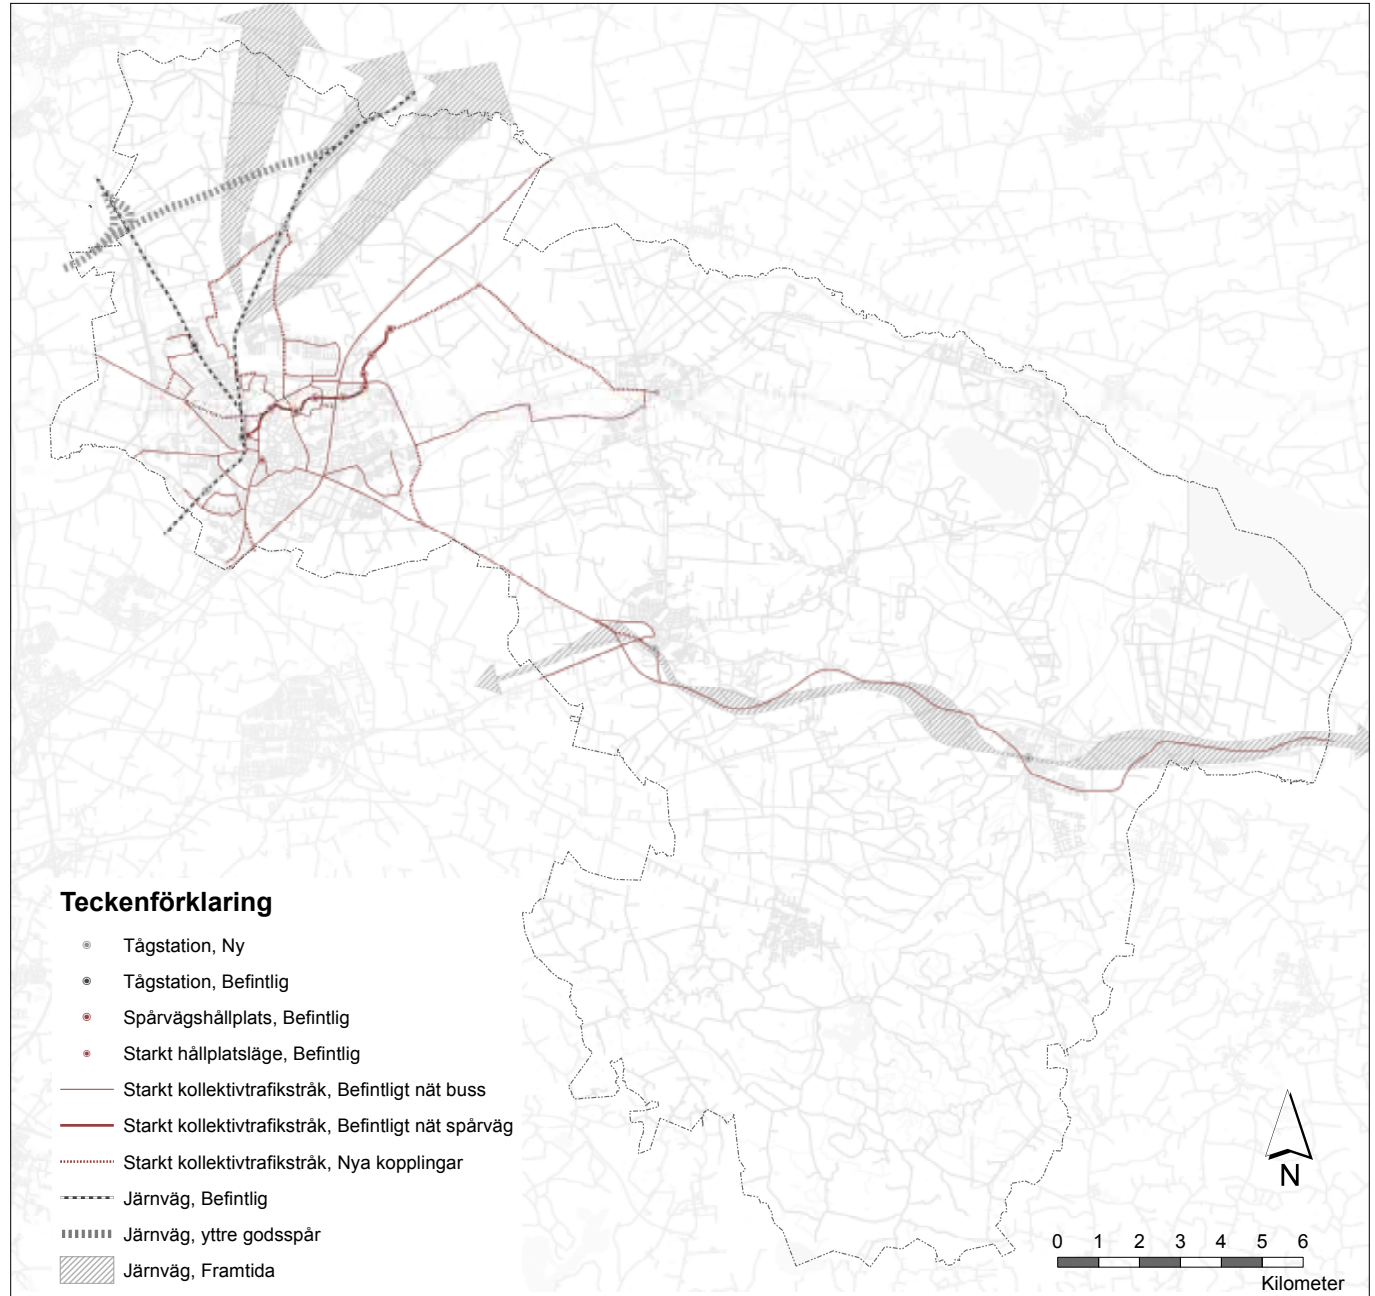 Teckenförklaring
Tågstation, Ny
Tågstation, Befintlig
Spårvägshållplats, Befintlig
Starkt hållplatsläge, Befintlig
Starkt kollektivtrafikstråk, Befintligt nät buss
Starkt kollektivtrafikstråk, Befintligt nät spårväg
Starkt kollektivtrafikstråk, Nya kopplingar
Järnväg, Befintlig
Järnväg, yttre godsspår
Järnväg, Framtida
N
0 1 2 3 4 5 6
Kilometer